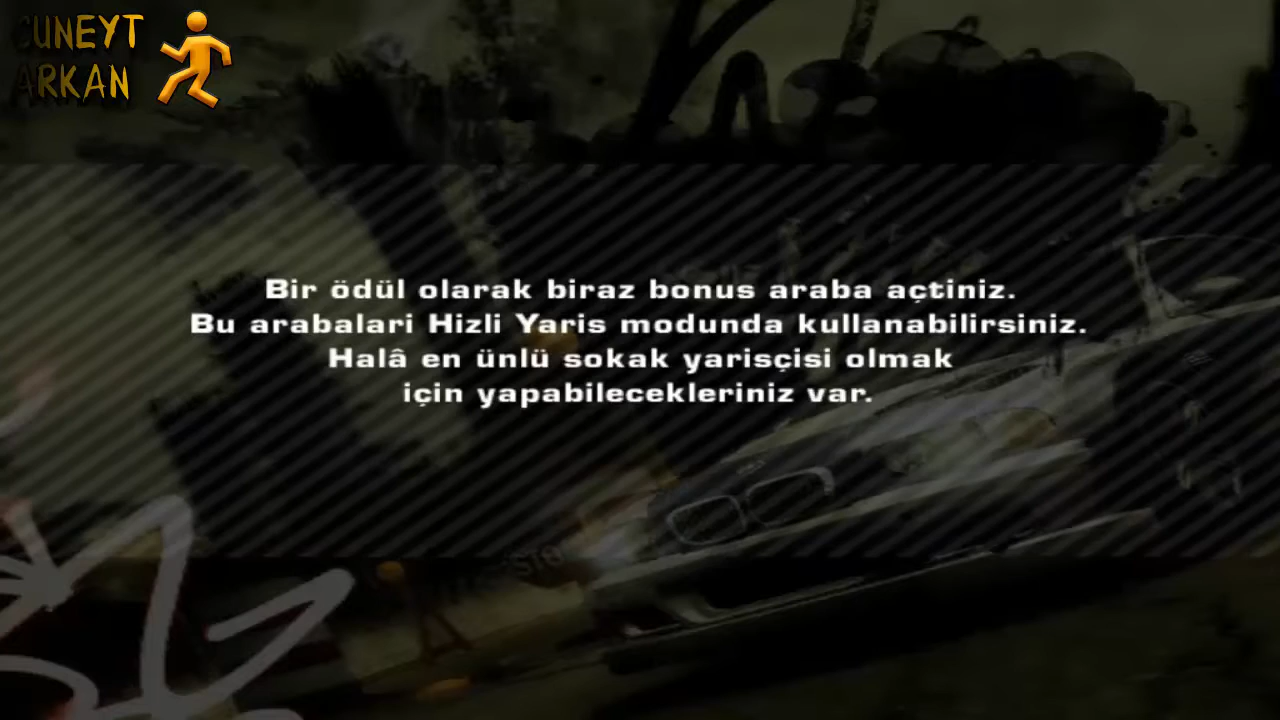 CUNEYT
ARKAN
Bir ödül olarak biraz bonus araba açtiniz.
Bu arabalari Hizli Yaris modunda kullanabilirsiniz.
Halâ en ünlü sokak yarisçisi olmak
için yapabilecekleriniz var.